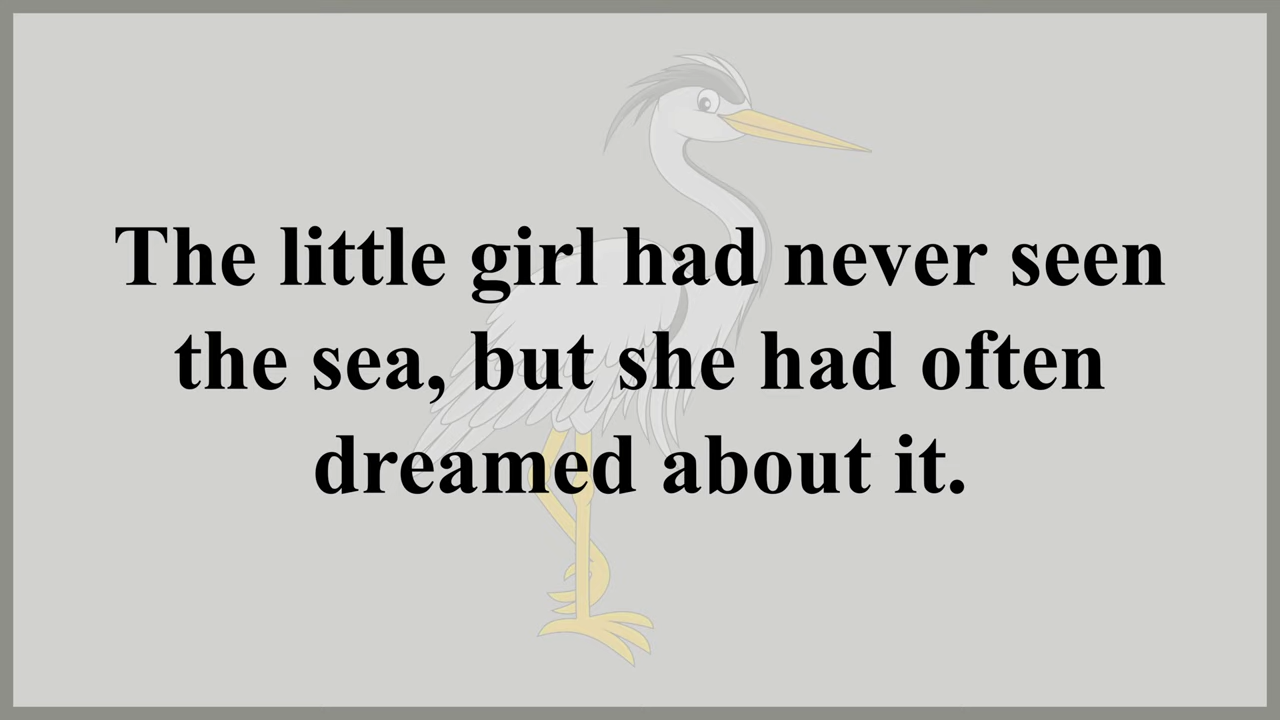 The little girl had never seen
the sea, but she had often
dreamed about it.